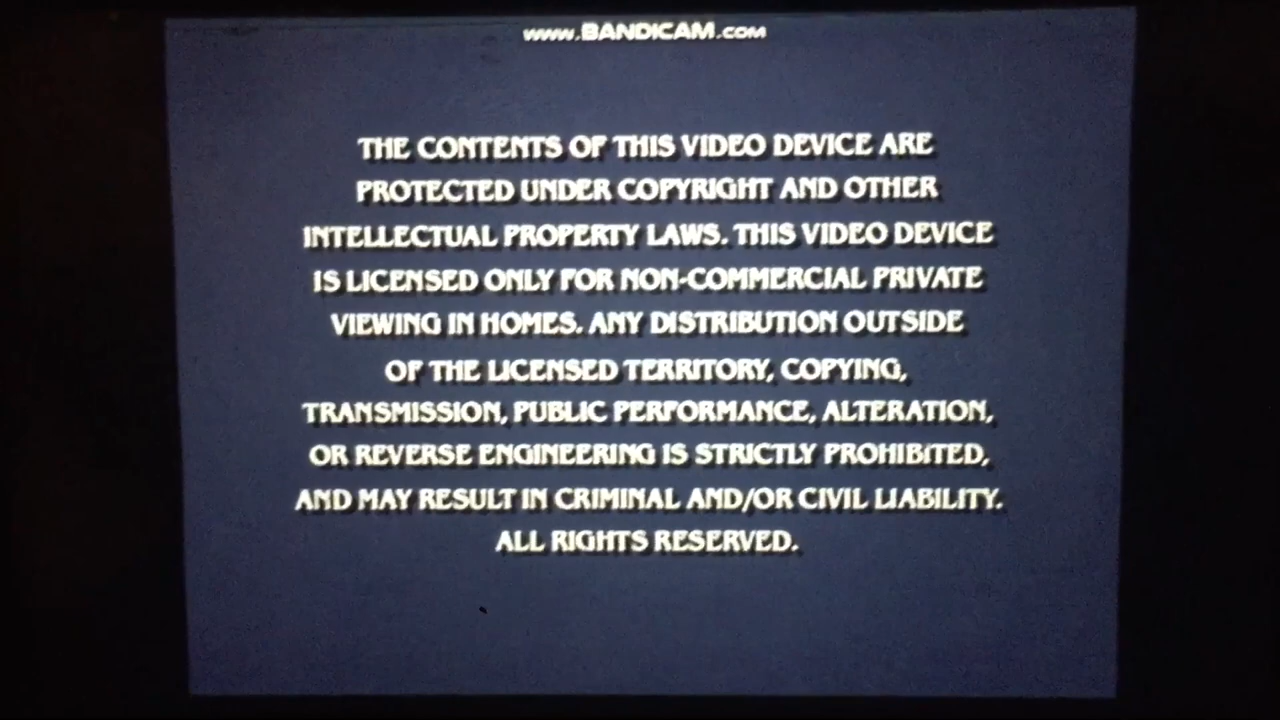 www.BANDICAM.com
THE CONTENTS OF THIS VIDEO DEVICE ARE
PROTECTED UNDER COPYRIGHT AND OTHER
INTELLECTUAL PROPERTY LAWS. THIS VIDEO DEVICE
IS LICENSED ONLY FOR NON-COMMERCIAL PRIVATE
VIEWING IN HOMES. ANY DISTRIBUTION OUTSIDE
OF THE LICENSED TERRITORY, COPYING,
TRANSMISSION, PUBLIC PERFORMANCE, ALTERATION,
OR REVERSE ENGINEERING IS STRICTLY PROHIBITED,
AND MAY RESULT IN CRIMINAL AND/OR CIVIL LIABILITY.
ALL RIGHTS RESERVED.